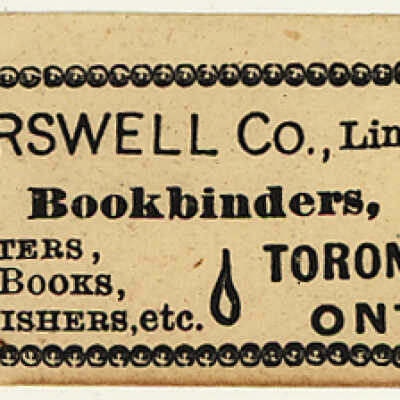 RSWELL Co., Lin
Bookbinders,
TERS,
Books,
ISHERS, etc.
TORON
ONT